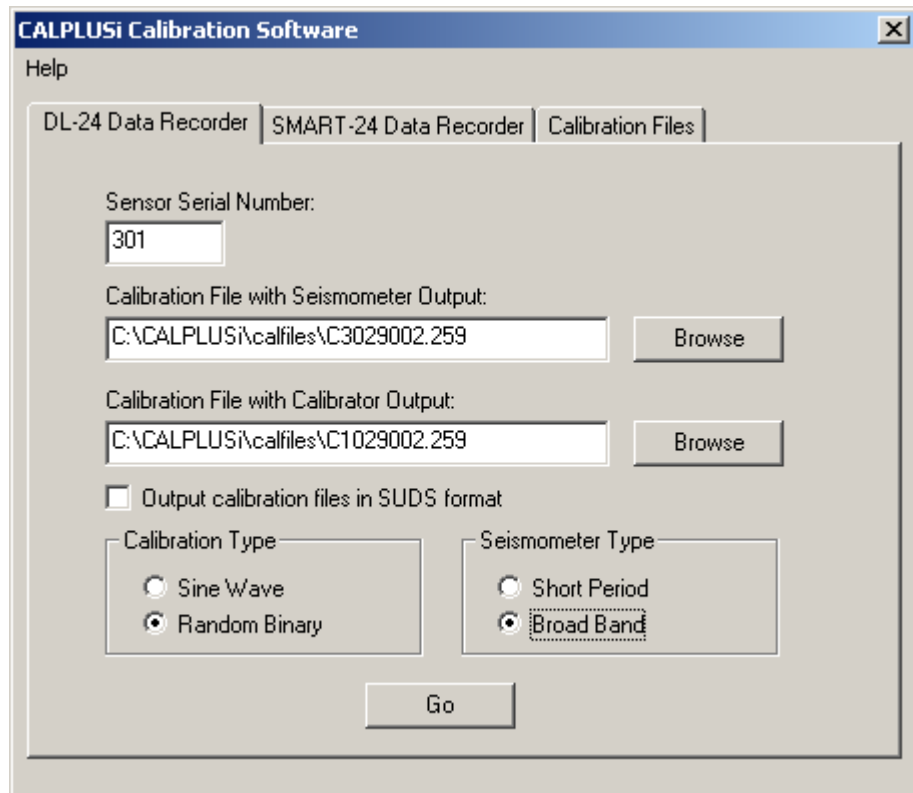 CALPLUSi Calibration Software
Help
DL-24 Data Recorder SMART-24 Data Recorder Calibration Files
Sensor Serial Number:
301
Calibration File with Seismometer Output:
C:\CALPLUSi\calfiles\C3029002.259 Browse
Calibration File with Calibrator Output:
C:\CALPLUSi\calfiles\C1029002.259 Browse
Output calibration files in SUDS format
Calibration Type Seismometer Type
Sine Wave Short Period
Random Binary Broad Band
Go